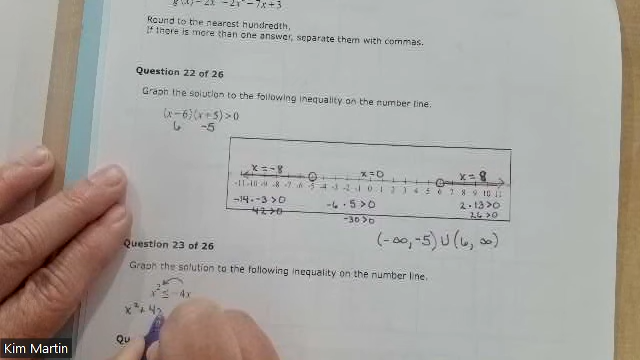 Round to the nearest hundredth.
If there is more than one answer, separate them with commas.
Question 22 of 26
Graph the solution to the following inequality on the number line.
(x−6)(x+5)>0
6 -5
x=-8 x=0 x=8
-11 -10 -9 -8 -7 -6 -5 -4 -3 -2 -1 0 1 2 3 4 5 6 7 8 9 10 11
-14·-3>0 -6·5>0 2·13>0
42>0 -30>0 26>0
(-∞,-5)∪(6,∞)
Question 23 of 26
Graph the solution to the following inequality on the number line.
x²≤−4x
x²+4x
Qu
Kim Martin